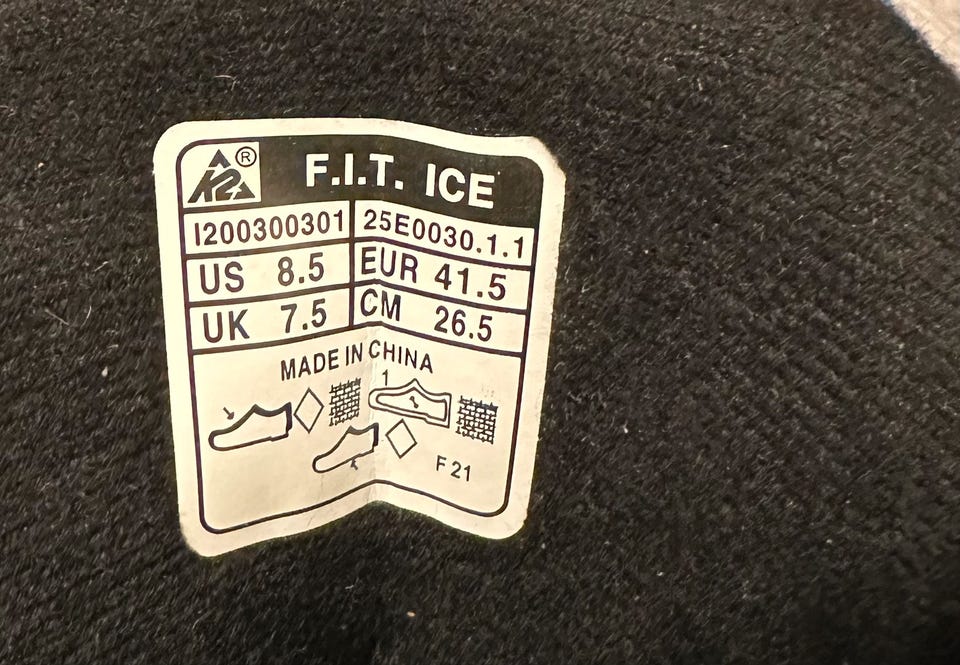 K2® F.I.T. ICE
I200300301 25E0030.1.1
US 8.5 EUR 41.5
UK 7.5 CM 26.5
MADE IN CHINA
1
F 21